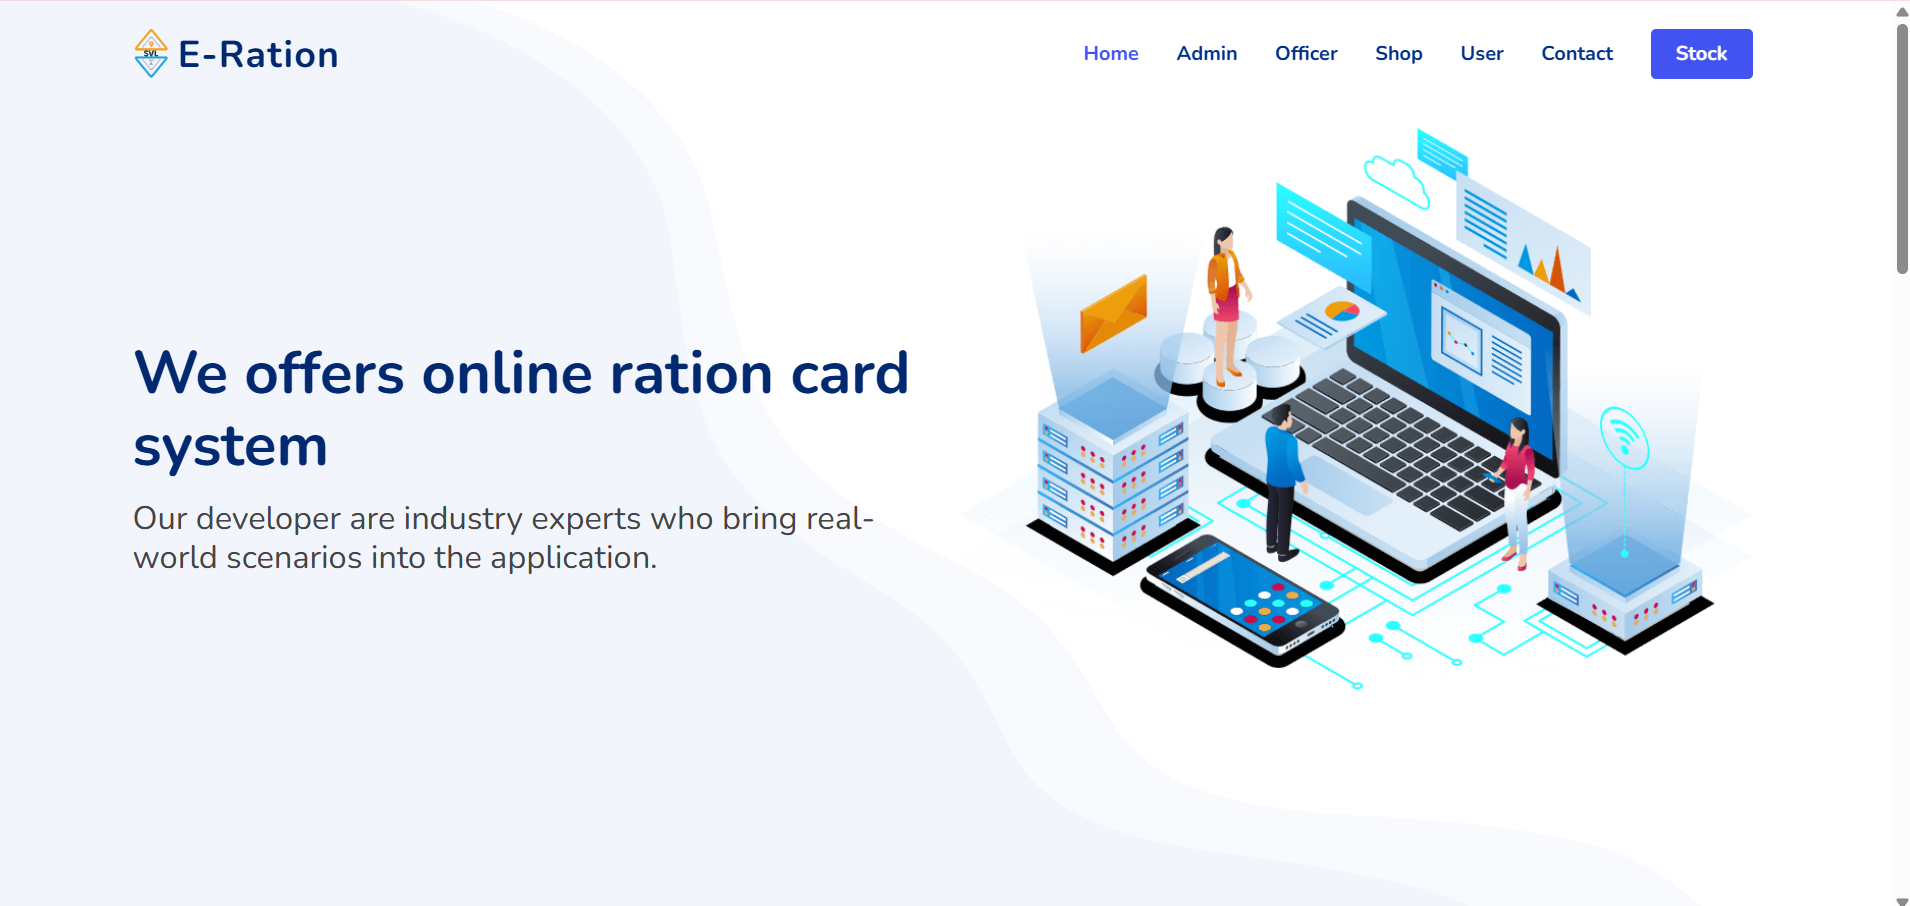 SVL
E-Ration
Home
Admin
Officer
Shop
User
Contact
Stock
We offers online ration card
system
Our developer are industry experts who bring real-
world scenarios into the application.